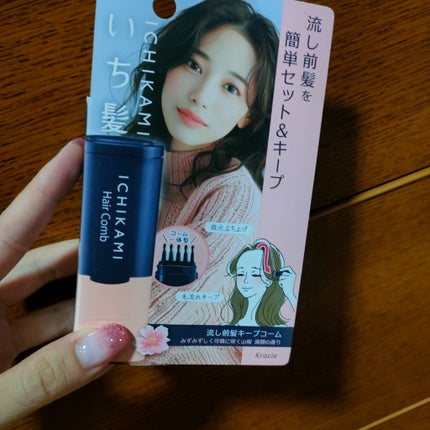 流し前髪を
簡単セット&キープ
ICHIKAMI
いち髪
ICHIKAMI
Hair Comb
コーム
一体型
根元立ち上げ
毛流れキープ
流し前髪キープコーム
みずみずしく可憐に咲く山桜 満開の香り
Kracie